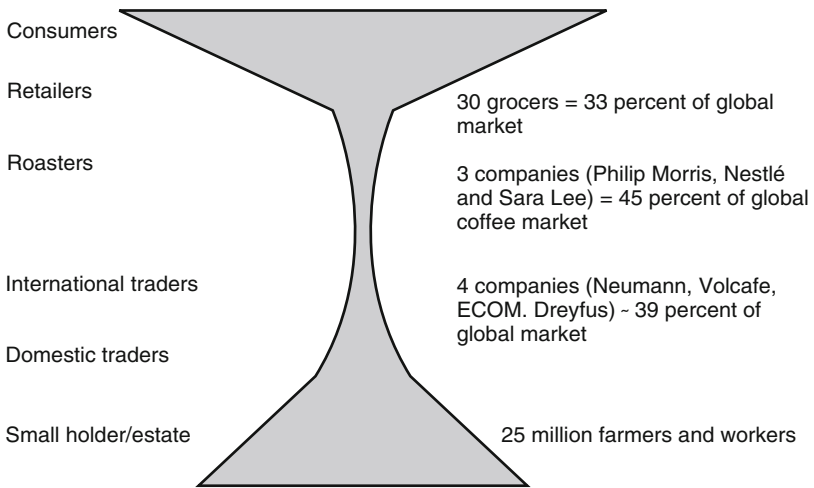 Consumers
Retailers
30 grocers = 33 percent of global
market
Roasters
3 companies (Philip Morris, Nestlé
and Sara Lee) = 45 percent of global
coffee market
International traders
4 companies (Neumann, Volcafe,
ECOM. Dreyfus) ~ 39 percent of
global market
Domestic traders
Small holder/estate
25 million farmers and workers